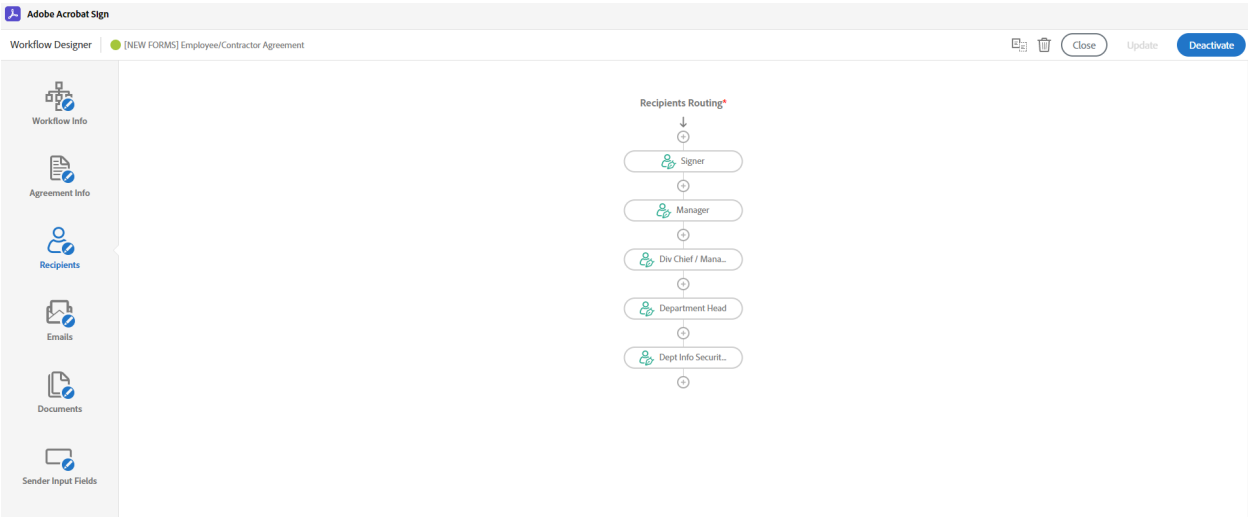 Adobe Acrobat Sign
Workflow Designer
[NEW FORMS] Employee/Contractor Agreement
Close
Update
Deactivate
Workflow Info
Agreement Info
Recipients
Emails
Documents
Sender Input Fields
Recipients Routing*
Signer
Manager
Div Chief / Mana...
Department Head
Dept Info Securit...